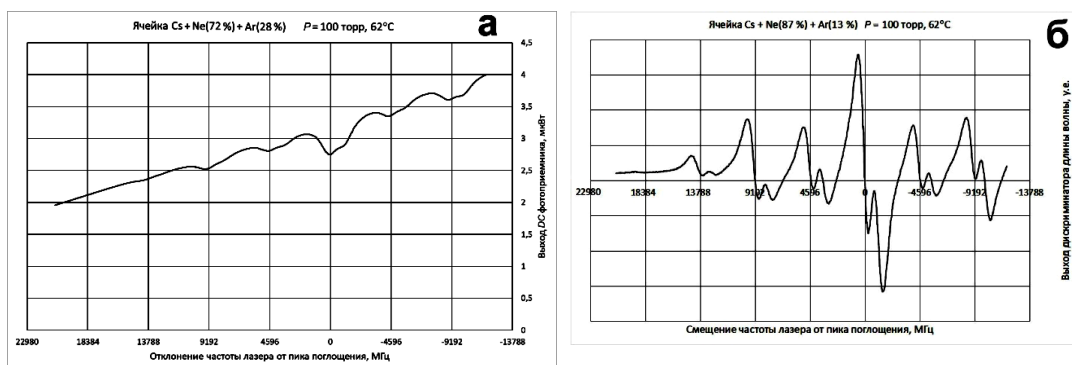 Ячейка Cs + Ne(72 %) + Ar(28 %) P = 100 торр, 62°C
а
4,5
4
3,5
3
2,5
2
1,5
1
0,5
0
Выход DC фотоприемника, мкВт
22980 18384 13788 9192 4596 0 -4596 -9192 -13788
Отклонение частоты лазера от пика поглощения, МГц
Ячейка Cs + Ne(87 %) + Ar(13 %) P = 100 торр, 62°C
б
22980 18384 13788 9192 4596 0 -4596 -9192 -13788
Выход дискриминатора длины волны, у.е.
Смещение частоты лазера от пика поглощения, МГц